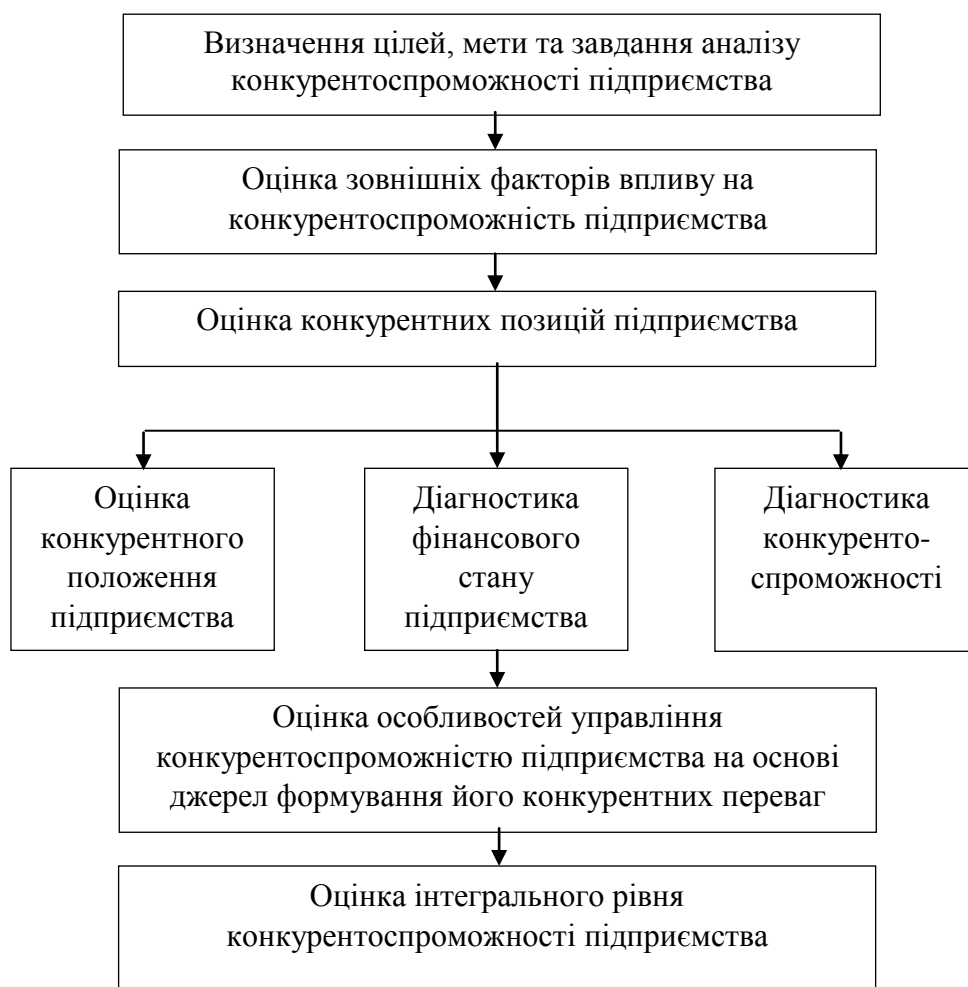 Визначення цілей, мети та завдання аналізу
конкурентоспроможності підприємства
Оцінка зовнішніх факторів впливу на
конкурентоспроможність підприємства
Оцінка конкурентних позицій підприємства
Оцінка
конкурентного
положення
підприємства
Діагностика
фінансового
стану
підприємства
Діагностика
конкуренто-
спроможності
Оцінка особливостей управління
конкурентоспроможністю підприємства на основі
джерел формування його конкурентних переваг
Оцінка інтегрального рівня
конкурентоспроможності підприємства